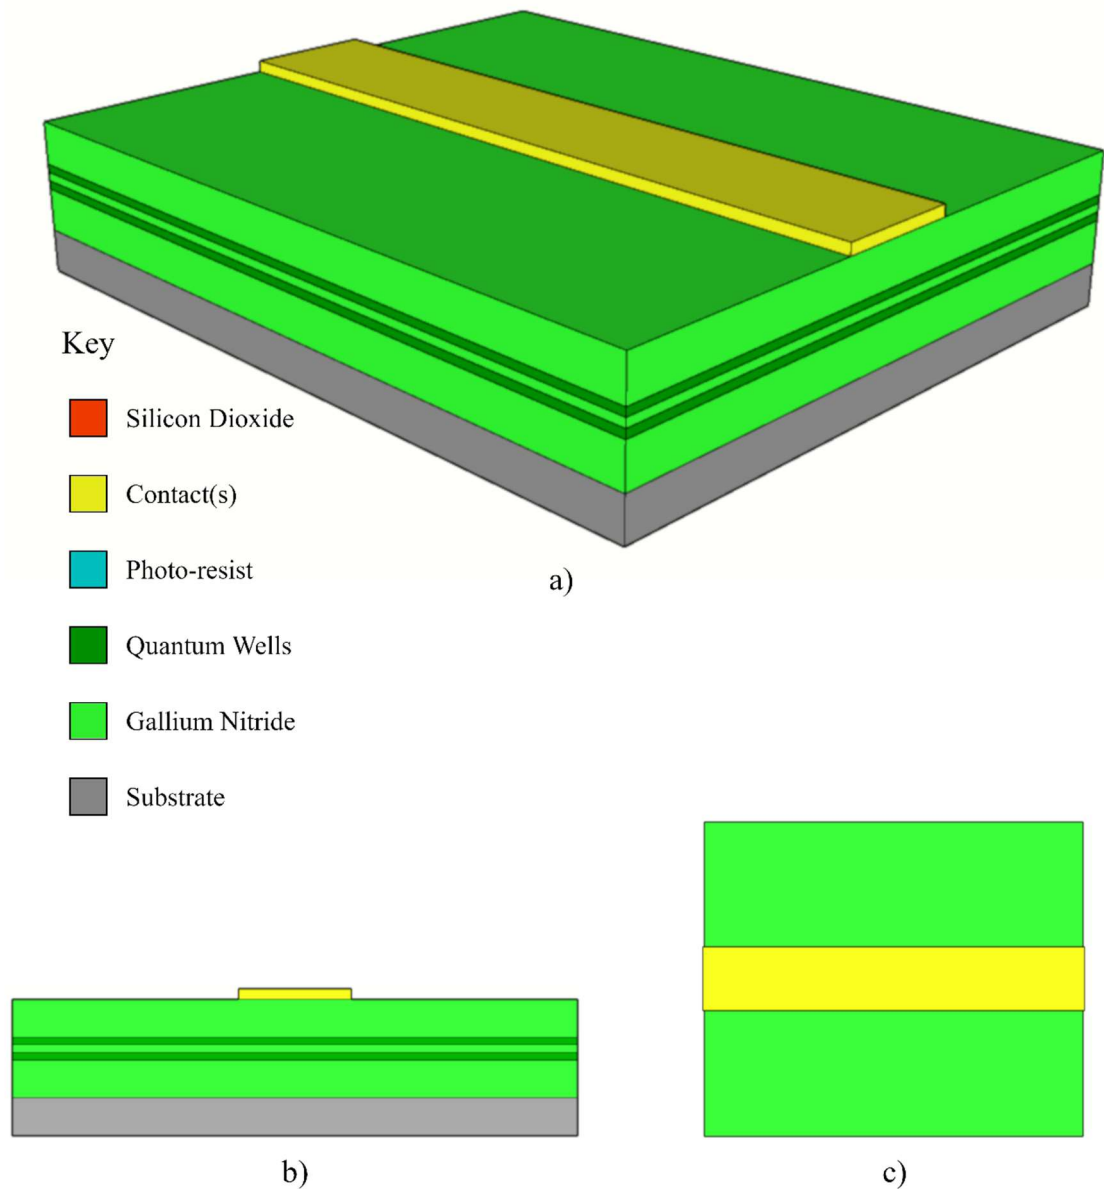 Key
Silicon Dioxide
Contact(s)
Photo-resist
Quantum Wells
Gallium Nitride
Substrate
a)
b)
c)